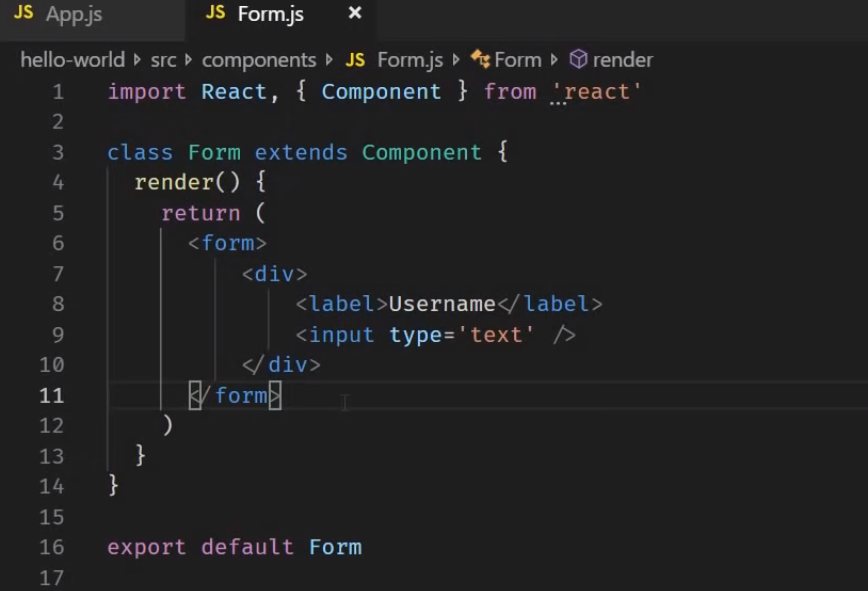 JS App.js JS Form.js ×
hello-world > src > components > JS Form.js > Form > render
1 import React, { Component } from 'react'
2
3 class Form extends Component {
4 render() {
5 return (
6 <form>
7 <div>
8 <label>Username</label>
9 <input type='text' />
10 </div>
11 </form>
12 )
13 }
14 }
15
16 export default Form
17